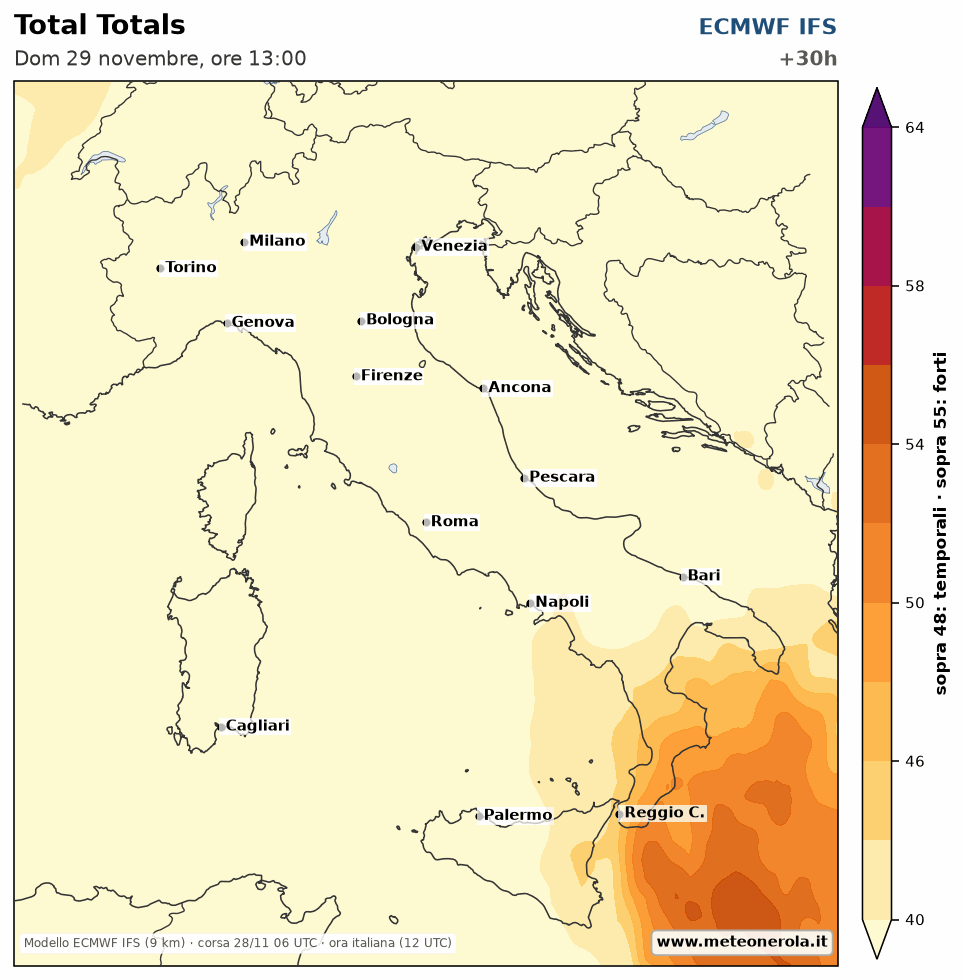 Total Totals
ECMWF IFS
Dom 29 novembre, ore 13:00
+30h
Milano
Venezia
Torino
Genova
Bologna
Firenze
Ancona
Pescara
Roma
Bari
Napoli
Cagliari
Palermo
Reggio C.
64
58
54
50
46
40
sopra 48: temporali · sopra 55: forti
Modello ECMWF IFS (9 km) · corsa 28/11 06 UTC · ora italiana (12 UTC)
www.meteonerola.it